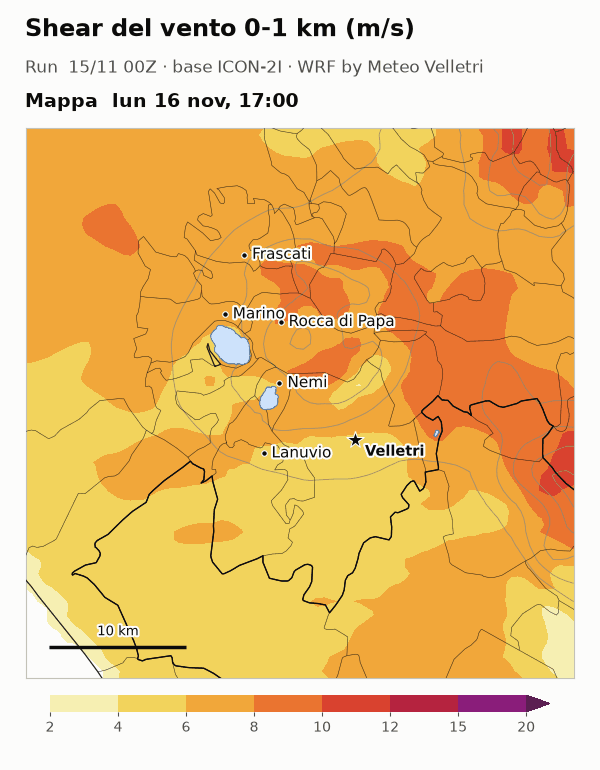 Shear del vento 0-1 km (m/s)
Run  15/11 00Z · base ICON-2I · WRF by Meteo Velletri
Mappa  lun 16 nov, 17:00
Frascati
Marino
Rocca di Papa
Nemi
Velletri
Lanuvio
10 km
2 4 6 8 10 12 15 20